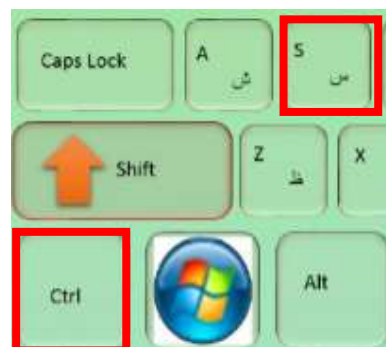 Caps Lock A ش S س
Shift Z ظ X
Ctrl Alt